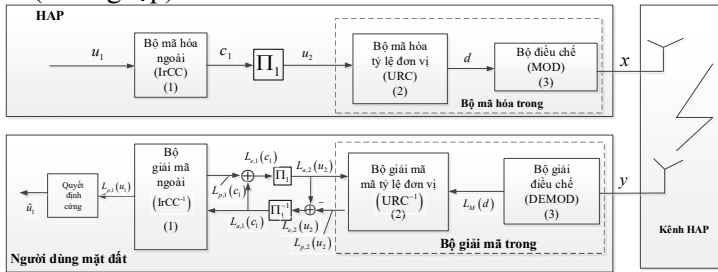 HAP
u₁
Bộ mã hóa
ngoài
(IrCC)
(1)
c₁
Π₁
u₂
Bộ mã hóa
tỷ lệ đơn vị
(URC)
(2)
d
Bộ điều chế
(MOD)
(3)
Bộ mã hóa trong
x
û₁
Quyết
định
cứng
Lₚ,₁(u₁)
Bộ
giải mã
ngoài
(IrCC⁻¹)
(1)
Lₑ,₁(c₁)
Lₚ,₁(c₁)
Lₐ,₁(c₁)
Π₁
Π₁⁻¹
Lₐ,₂(u₂)
−
Lₑ,₂(u₂)
Lₚ,₂(u₂)
Bộ giải mã
mã tỷ lệ đơn vị
(URC⁻¹)
(2)
L_M(d)
Bộ giải
điều chế
(DEMOD)
(3)
Bộ giải mã trong
y
Người dùng mặt đất
Kênh HAP